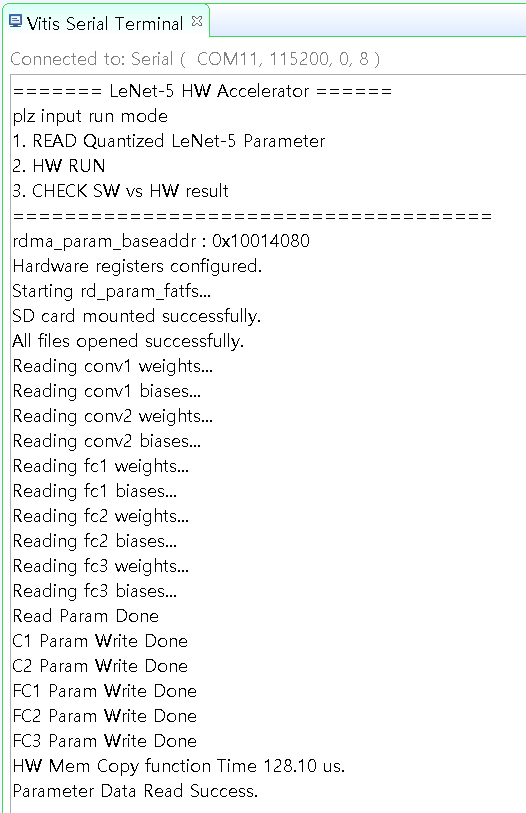 Vitis Serial Terminal
Connected to: Serial ( COM11, 115200, 0, 8 )
======= LeNet-5 HW Accelerator ======
plz input run mode
1. READ Quantized LeNet-5 Parameter
2. HW RUN
3. CHECK SW vs HW result
=====================================
rdma_param_baseaddr : 0x10014080
Hardware registers configured.
Starting rd_param_fatfs...
SD card mounted successfully.
All files opened successfully.
Reading conv1 weights...
Reading conv1 biases...
Reading conv2 weights...
Reading conv2 biases...
Reading fc1 weights...
Reading fc1 biases...
Reading fc2 weights...
Reading fc2 biases...
Reading fc3 weights...
Reading fc3 biases...
Read Param Done
C1 Param Write Done
C2 Param Write Done
FC1 Param Write Done
FC2 Param Write Done
FC3 Param Write Done
HW Mem Copy function Time 128.10 us.
Parameter Data Read Success.